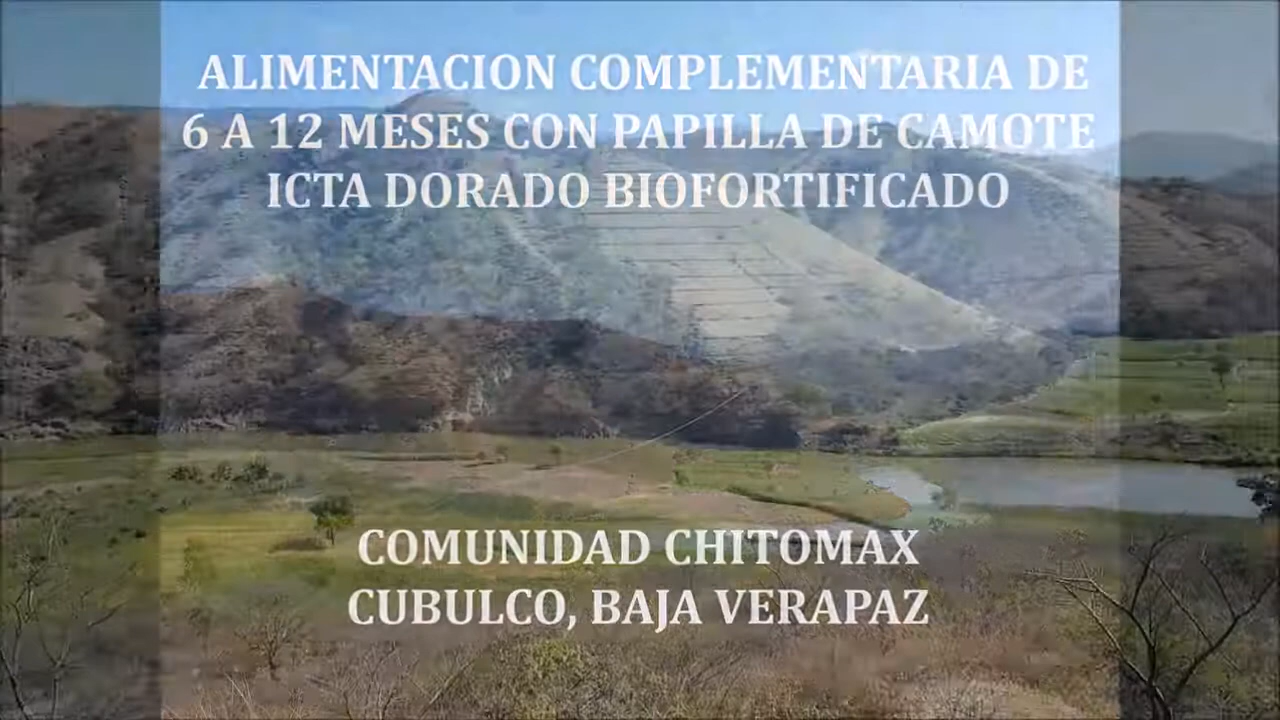 ALIMENTACION COMPLEMENTARIA DE
6 A 12 MESES CON PAPILLA DE CAMOTE
ICTA DORADO BIOFORTIFICADO
COMUNIDAD CHITOMAX
CUBULCO, BAJA VERAPAZ